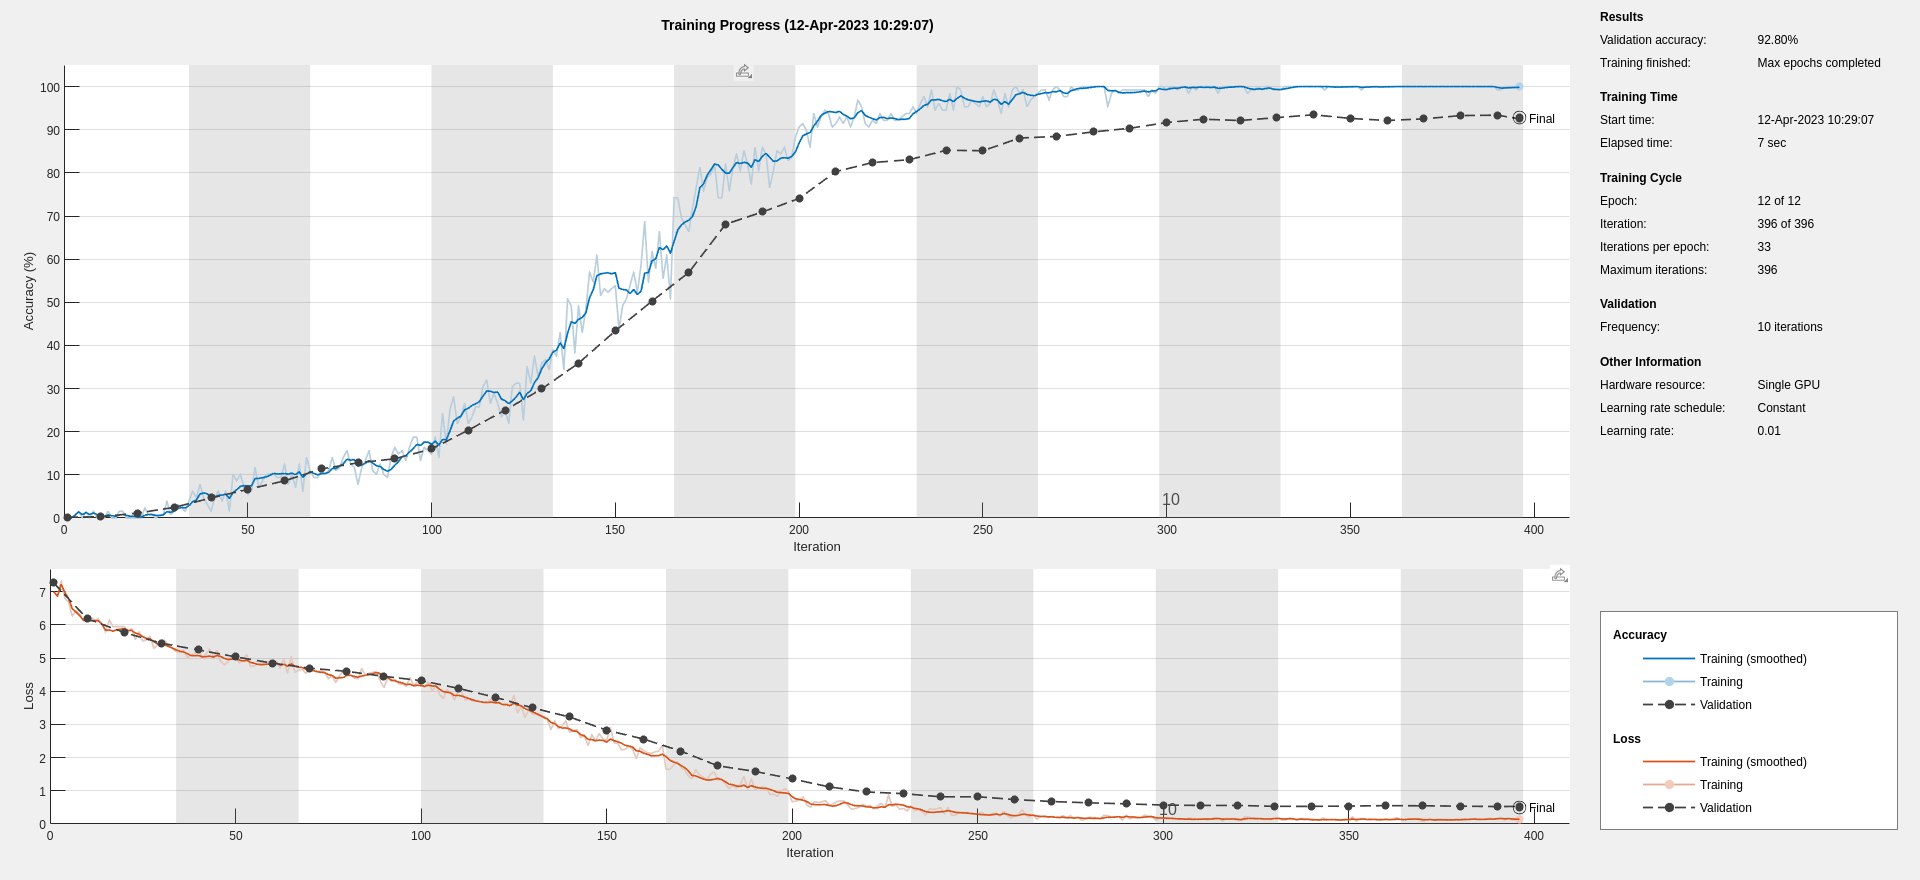 Training Progress (12-Apr-2023 10:29:07)
Accuracy (%)
100
90
80
70
60
50
40
30
20
10
0
10
Final
0 50 100 150 200 250 300 350 400
Iteration
Loss
7
6
5
4
3
2
1
0
10
Final
0 50 100 150 200 250 300 350 400
Iteration
Results
Validation accuracy: 92.80%
Training finished: Max epochs completed
Training Time
Start time: 12-Apr-2023 10:29:07
Elapsed time: 7 sec
Training Cycle
Epoch: 12 of 12
Iteration: 396 of 396
Iterations per epoch: 33
Maximum iterations: 396
Validation
Frequency: 10 iterations
Other Information
Hardware resource: Single GPU
Learning rate schedule: Constant
Learning rate: 0.01
Accuracy
Training (smoothed)
Training
Validation
Loss
Training (smoothed)
Training
Validation